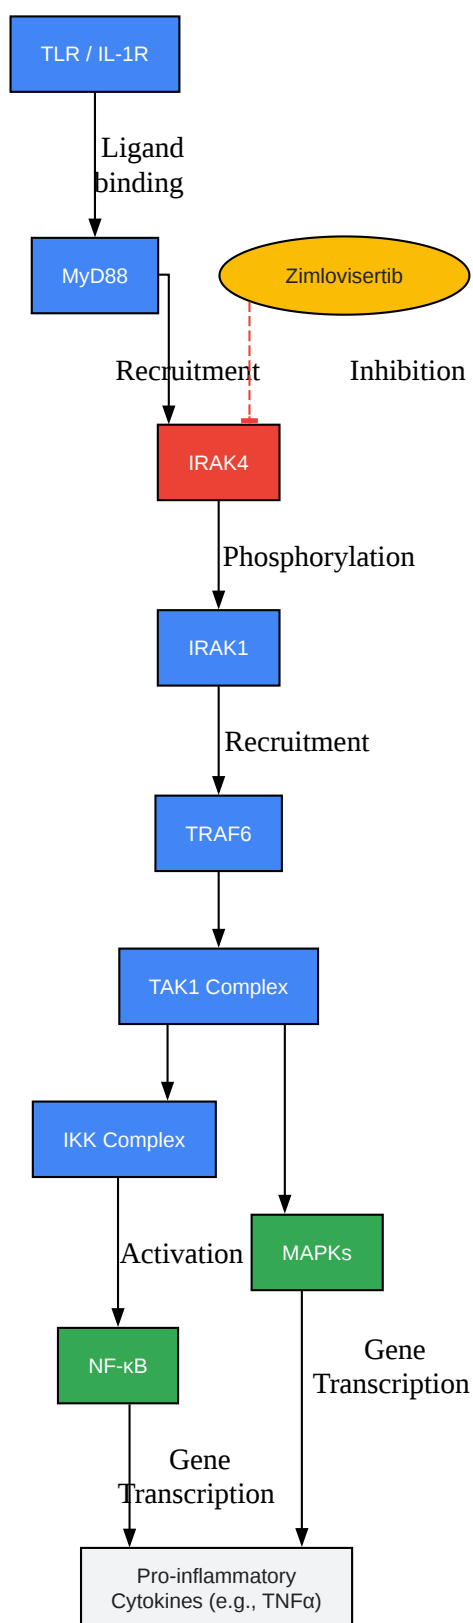 TLR / IL-1R
Ligand
binding
MyD88
Zimlovisertib
Recruitment
Inhibition
IRAK4
Phosphorylation
IRAK1
Recruitment
TRAF6
TAK1 Complex
IKK Complex
Activation
MAPKs
NF-κB
Gene
Transcription
Gene
Transcription
Pro-inflammatory
Cytokines (e.g., TNFα)